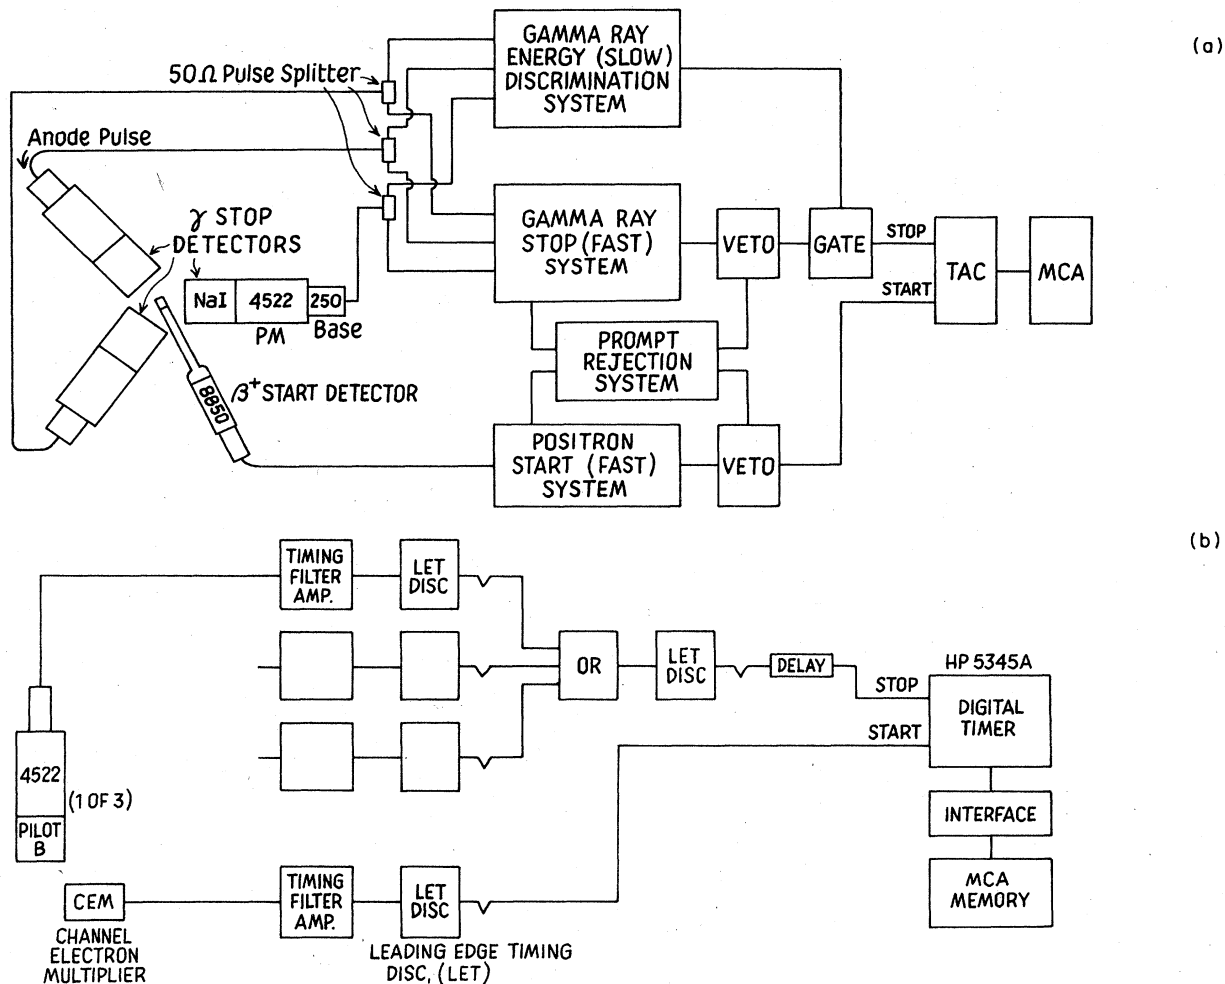 (a)
GAMMA RAY
ENERGY (SLOW)
DISCRIMINATION
SYSTEM
50Ω Pulse Splitter
Anode Pulse
γ STOP
DETECTORS
NaI
4522
250
PM
Base
GAMMA RAY
STOP (FAST)
SYSTEM
VETO
GATE
STOP
START
TAC
MCA
PROMPT
REJECTION
SYSTEM
8850
β+ START DETECTOR
POSITRON
START (FAST)
SYSTEM
VETO
(b)
TIMING
FILTER
AMP.
LET
DISC
OR
LET
DISC
DELAY
HP 5345A
STOP
START
DIGITAL
TIMER
4522
(1 OF 3)
PILOT
B
INTERFACE
MCA
MEMORY
CEM
CHANNEL
ELECTRON
MULTIPLIER
TIMING
FILTER
AMP.
LET
DISC
LEADING EDGE TIMING
DISC, (LET)